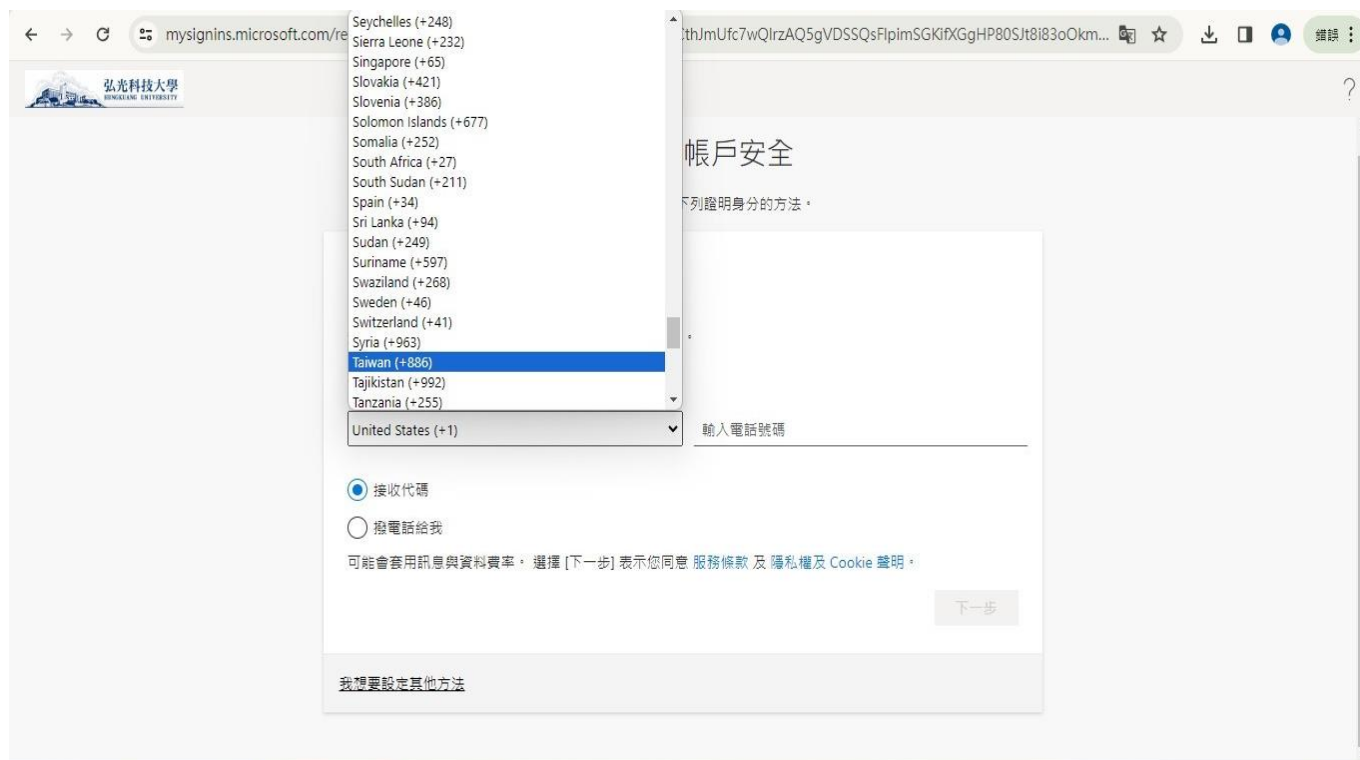 mysignins.microsoft.com/re
:thJmUfc7wQIrzAQ5gVDSSQsFIpimSGKifXGgHP80SJt8i83oOkm...
錯誤
弘光科技大學
HUNGKUANG UNIVERSITY
?
Seychelles (+248)
Sierra Leone (+232)
Singapore (+65)
Slovakia (+421)
Slovenia (+386)
Solomon Islands (+677)
Somalia (+252)
South Africa (+27)
South Sudan (+211)
Spain (+34)
Sri Lanka (+94)
Sudan (+249)
Suriname (+597)
Swaziland (+268)
Sweden (+46)
Switzerland (+41)
Syria (+963)
Taiwan (+886)
Tajikistan (+992)
Tanzania (+255)
帳戶安全
下列證明身分的方法。
。
United States (+1)
輸入電話號碼
接收代碼
撥電話給我
可能會套用訊息與資料費率。 選擇 [下一步] 表示您同意 服務條款 及 隱私權及 Cookie 聲明。
下一步
我想要設定其他方法